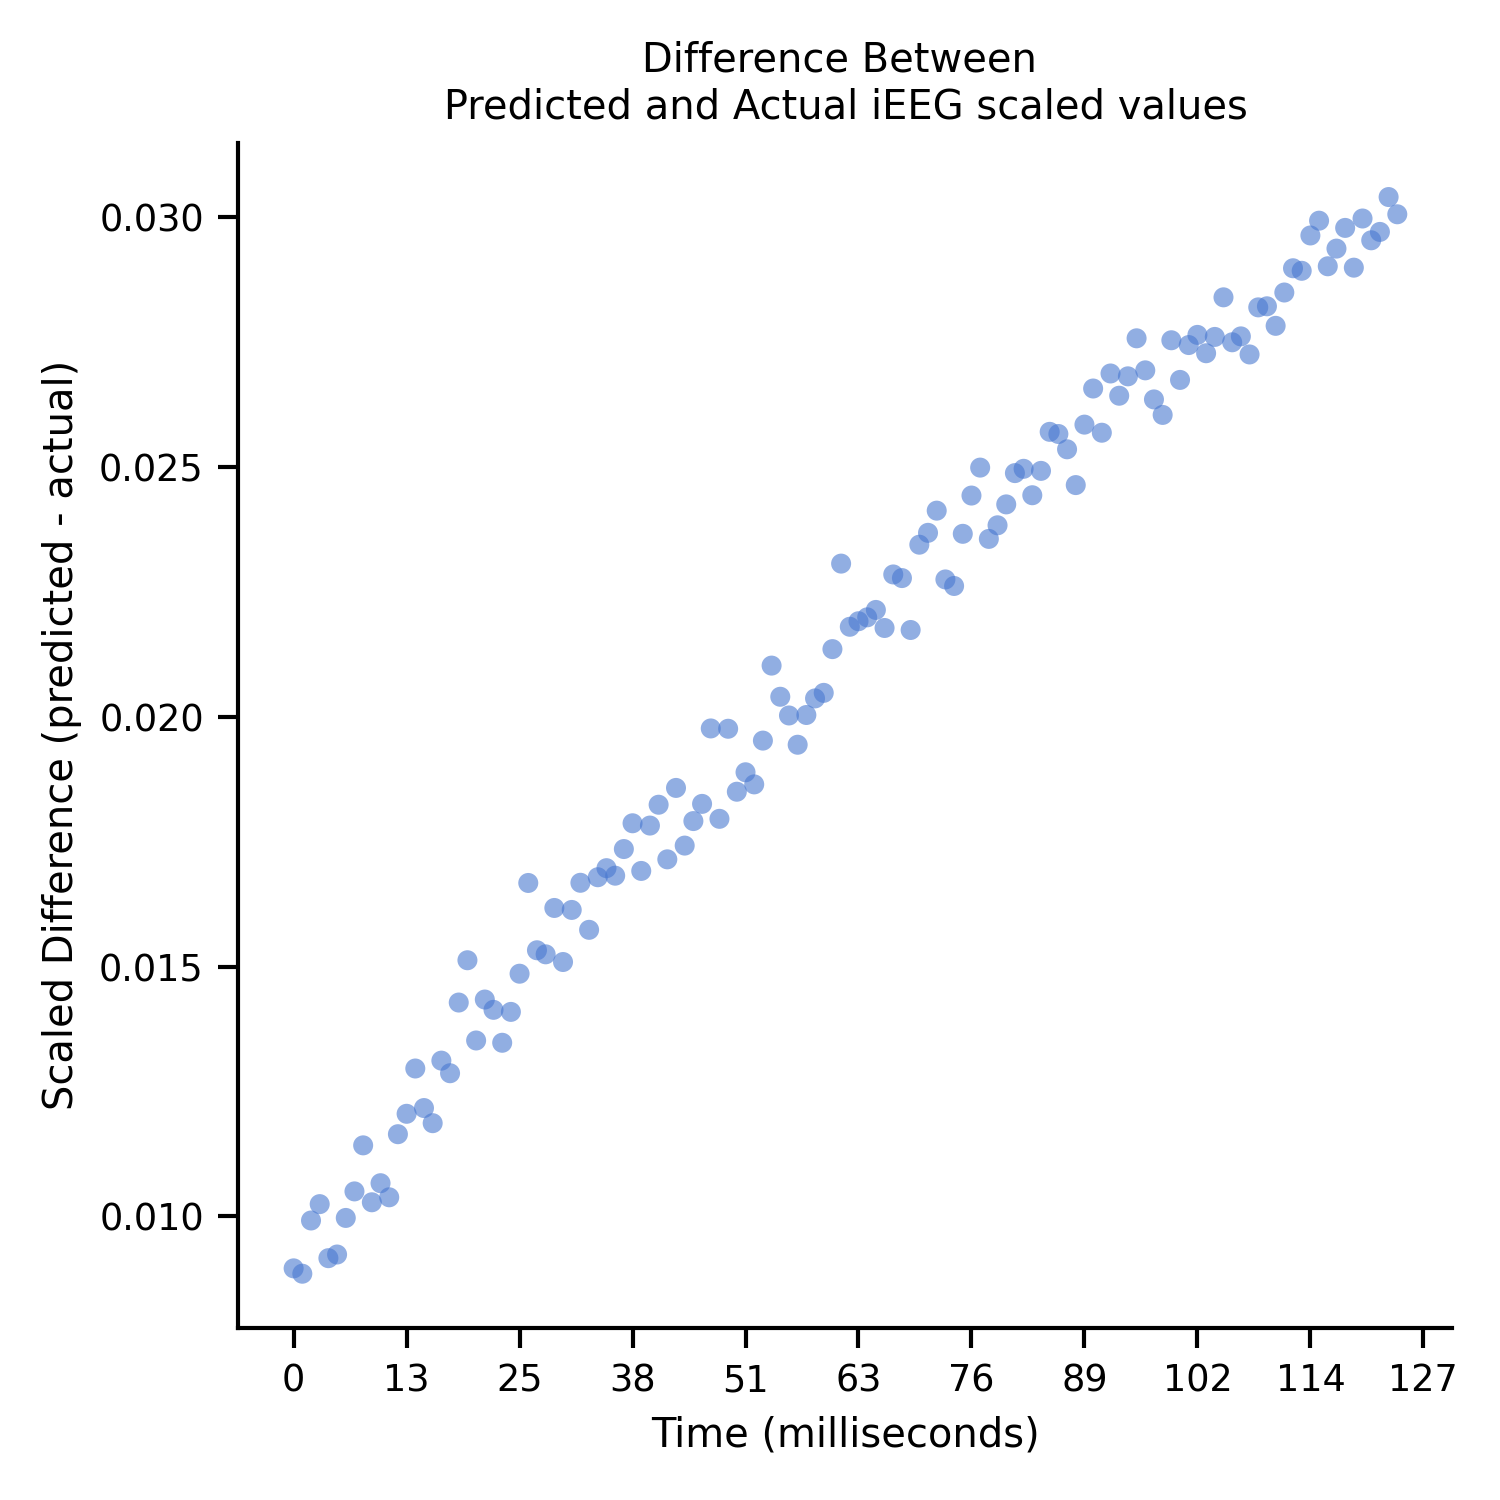 Difference Between
Predicted and Actual iEEG scaled values
Scaled Difference (predicted - actual)
0.030
0.025
0.020
0.015
0.010
0 13 25 38 51 63 76 89 102 114 127
Time (milliseconds)